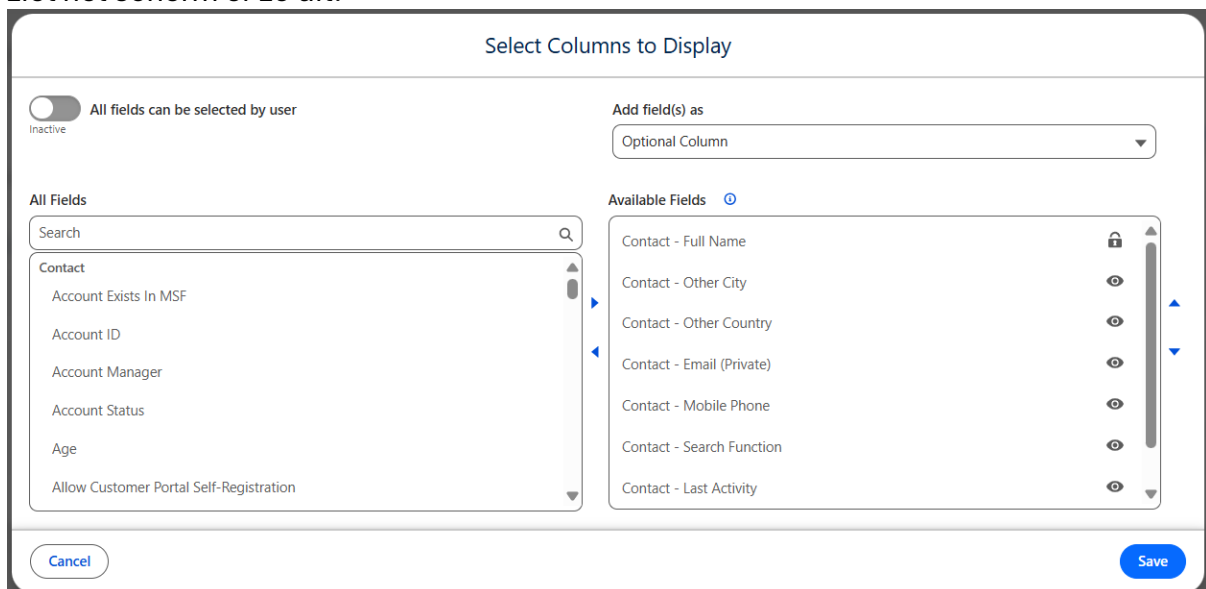 Select Columns to Display
All fields can be selected by user
Inactive
Add field(s) as
Optional Column
All Fields
Search
Contact
Account Exists In MSF
Account ID
Account Manager
Account Status
Age
Allow Customer Portal Self-Registration
Available Fields
Contact - Full Name
Contact - Other City
Contact - Other Country
Contact - Email (Private)
Contact - Mobile Phone
Contact - Search Function
Contact - Last Activity
Cancel
Save